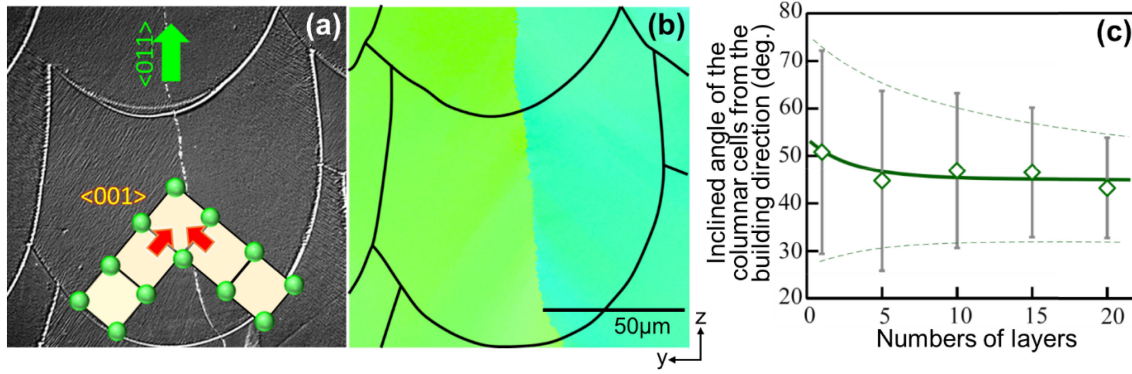 (a)
<011>
<001>
(b)
50μm
z
y
(c)
Inclined angle of the
columnar cells from the
building direction (deg.)
80
70
60
50
40
30
20
0 5 10 15 20
Numbers of layers